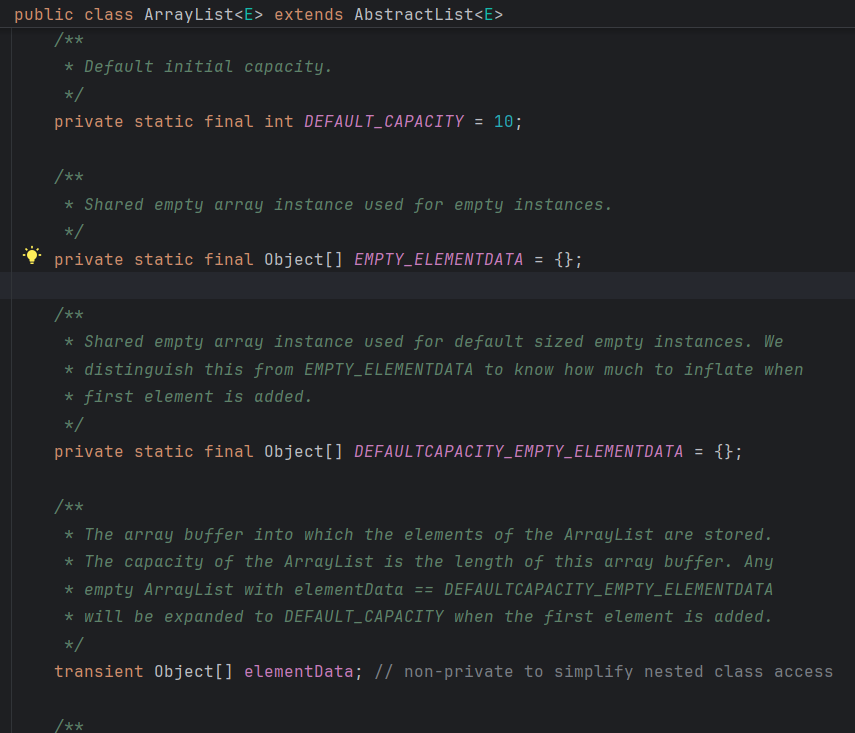 public class ArrayList<E> extends AbstractList<E>
/**
* Default initial capacity.
*/
private static final int DEFAULT_CAPACITY = 10;
/**
* Shared empty array instance used for empty instances.
*/
private static final Object[] EMPTY_ELEMENTDATA = {};
/**
* Shared empty array instance used for default sized empty instances. We
* distinguish this from EMPTY_ELEMENTDATA to know how much to inflate when
* first element is added.
*/
private static final Object[] DEFAULTCAPACITY_EMPTY_ELEMENTDATA = {};
/**
* The array buffer into which the elements of the ArrayList are stored.
* The capacity of the ArrayList is the length of this array buffer. Any
* empty ArrayList with elementData == DEFAULTCAPACITY_EMPTY_ELEMENTDATA
* will be expanded to DEFAULT_CAPACITY when the first element is added.
*/
transient Object[] elementData; // non-private to simplify nested class access
/**